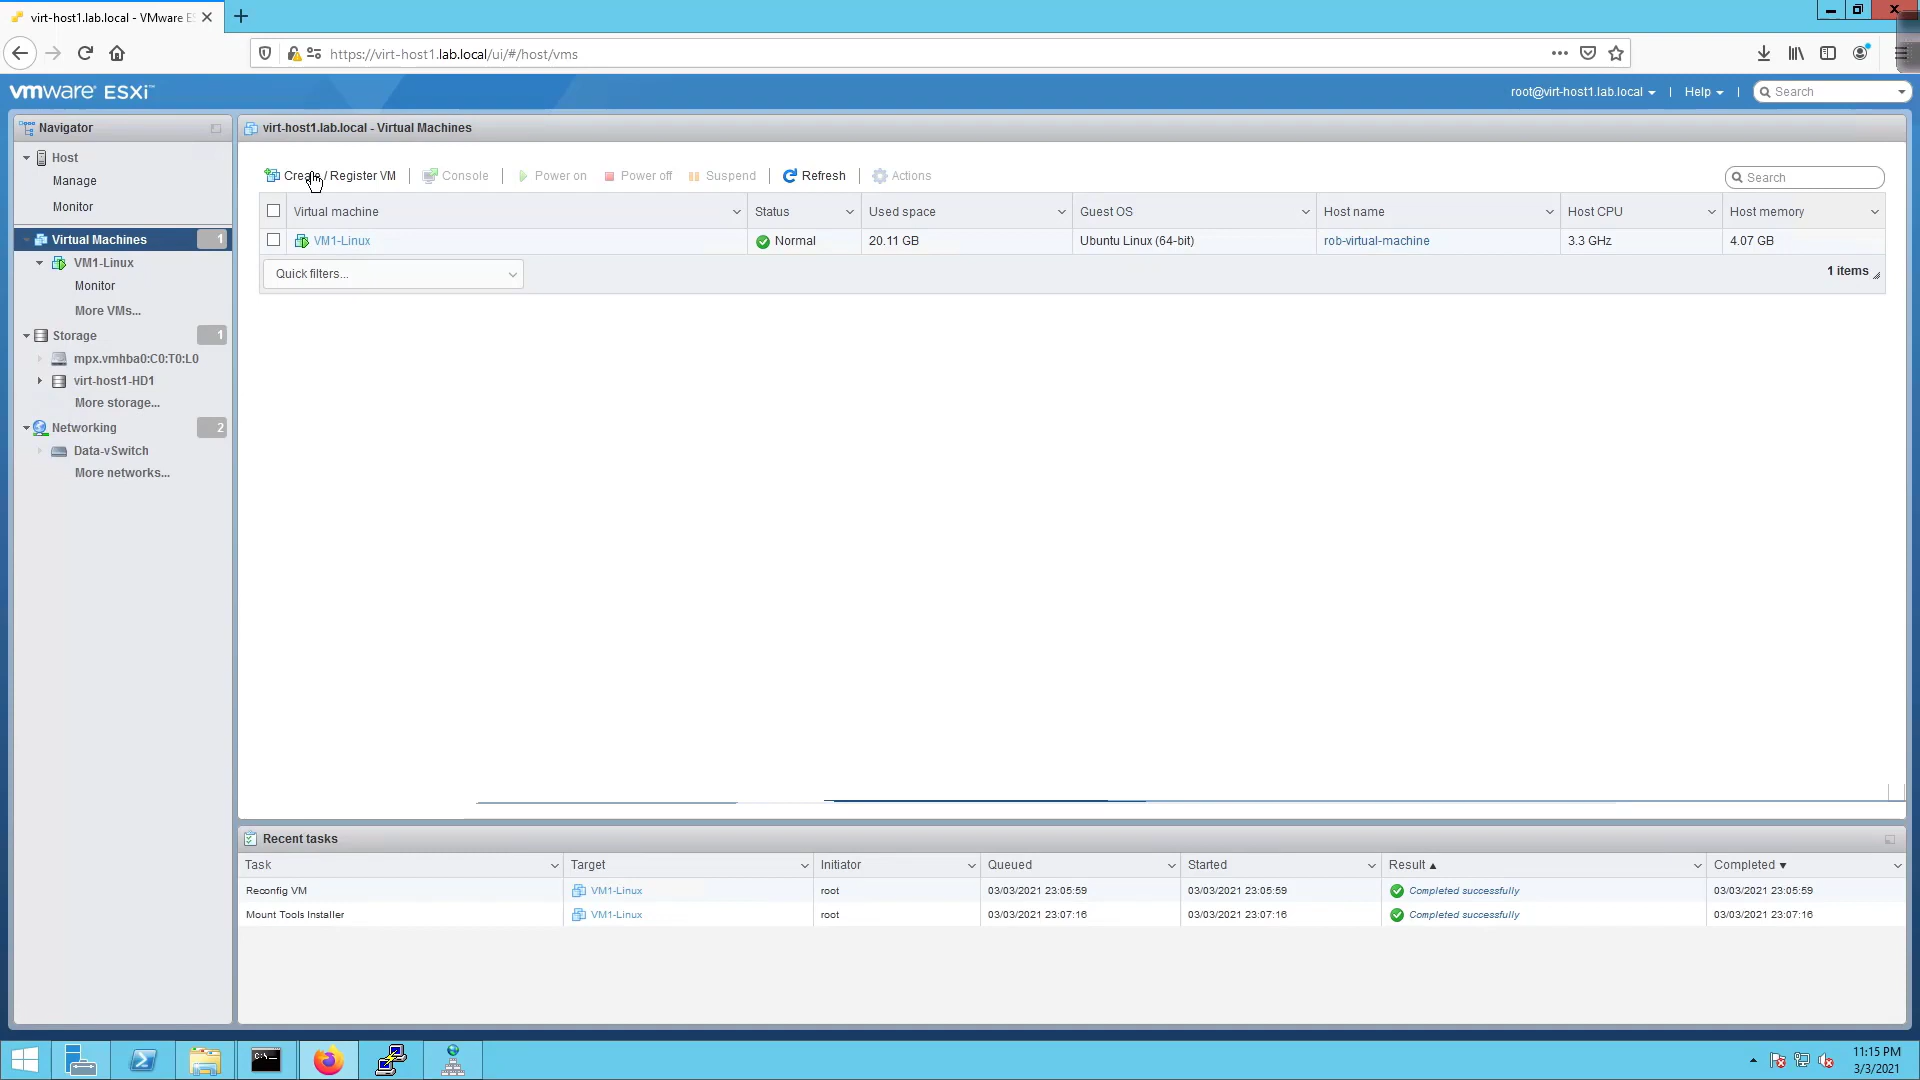 virt-host1.lab.local - VMware E
https://virt-host1.lab.local/ui/#/host/vms
vmware ESXi
root@virt-host1.lab.local | Help | Search
Navigator
Host
Manage
Monitor
Virtual Machines 1
VM1-Linux
Monitor
More VMs...
Storage 1
mpx.vmhba0:C0:T0:L0
virt-host1-HD1
More storage...
Networking 2
Data-vSwitch
More networks...
virt-host1.lab.local - Virtual Machines
Create / Register VM | Console | Power on Power off Suspend | Refresh | Actions
Search
Virtual machine Status Used space Guest OS Host name Host CPU Host memory
VM1-Linux Normal 20.11 GB Ubuntu Linux (64-bit) rob-virtual-machine 3.3 GHz 4.07 GB
Quick filters...
1 items
Recent tasks
Task Target Initiator Queued Started Result Completed
Reconfig VM VM1-Linux root 03/03/2021 23:05:59 03/03/2021 23:05:59 Completed successfully 03/03/2021 23:05:59
Mount Tools Installer VM1-Linux root 03/03/2021 23:07:16 03/03/2021 23:07:16 Completed successfully 03/03/2021 23:07:16
11:15 PM
3/3/2021